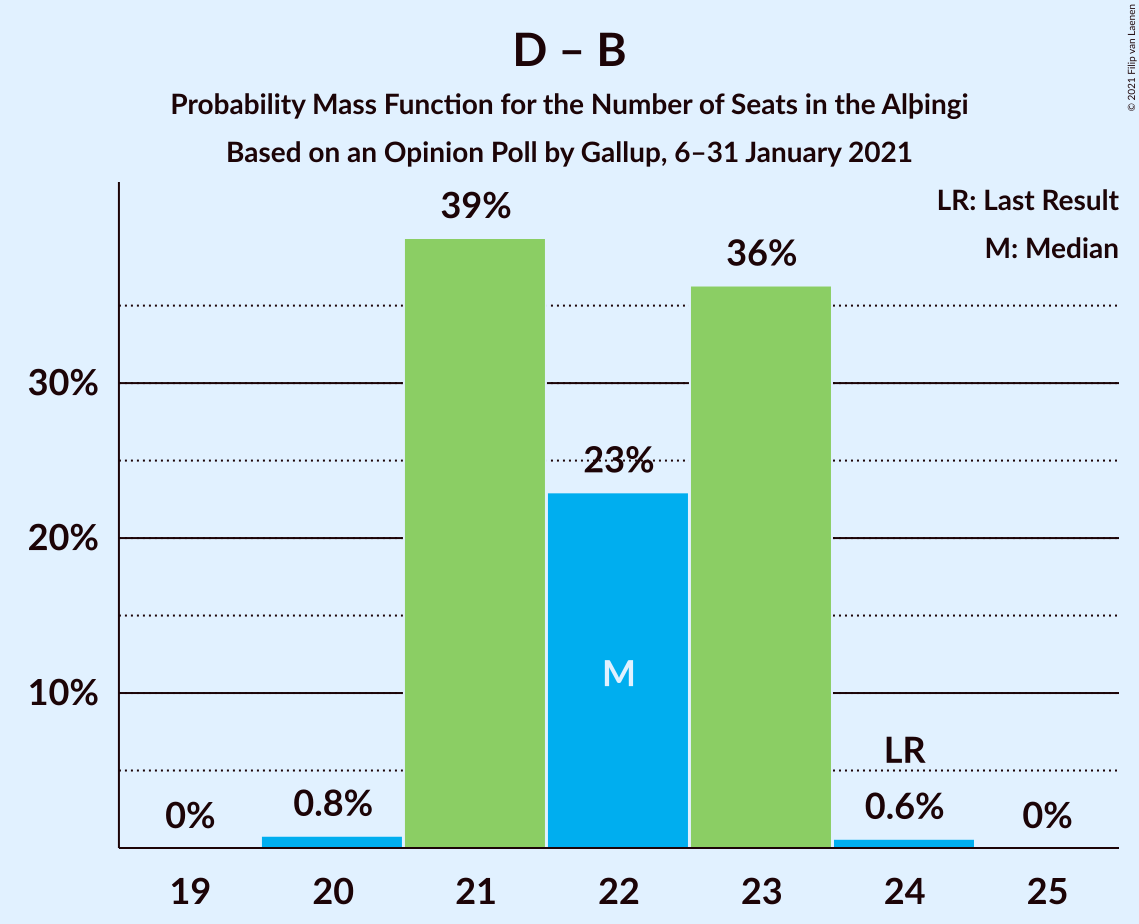 D – B
Probability Mass Function for the Number of Seats in the Alþingi
Based on an Opinion Poll by Gallup, 6–31 January 2021
© 2021 Filip van Laenen
LR: Last Result
M: Median
39%
36%
30%
23%
20%
M
10%
LR
0%
0.8%
0.6%
0%
19 20 21 22 23 24 25